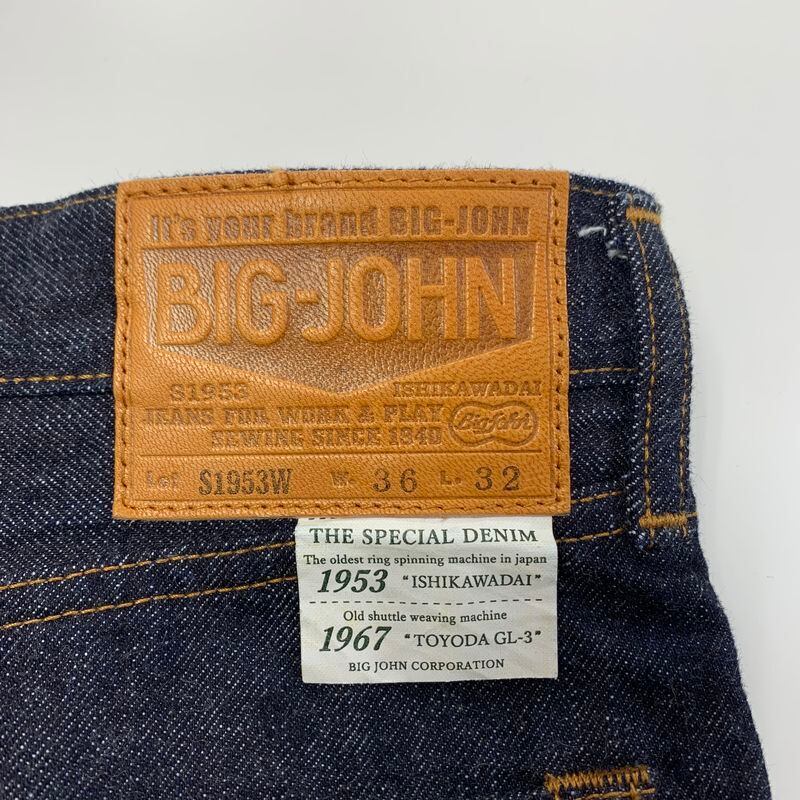 It's your brand BIG-JOHN
BIG-JOHN
S1953 ISHIKAWADAI
JEANS FOR WORK & PLAY
SEWING SINCE 1940
Big John
Lot S1953W W. 36 L. 32
THE SPECIAL DENIM
The oldest ring spinning machine in japan
1953 "ISHIKAWADAI"
Old shuttle weaving machine
1967 "TOYODA GL-3"
BIG JOHN CORPORATION